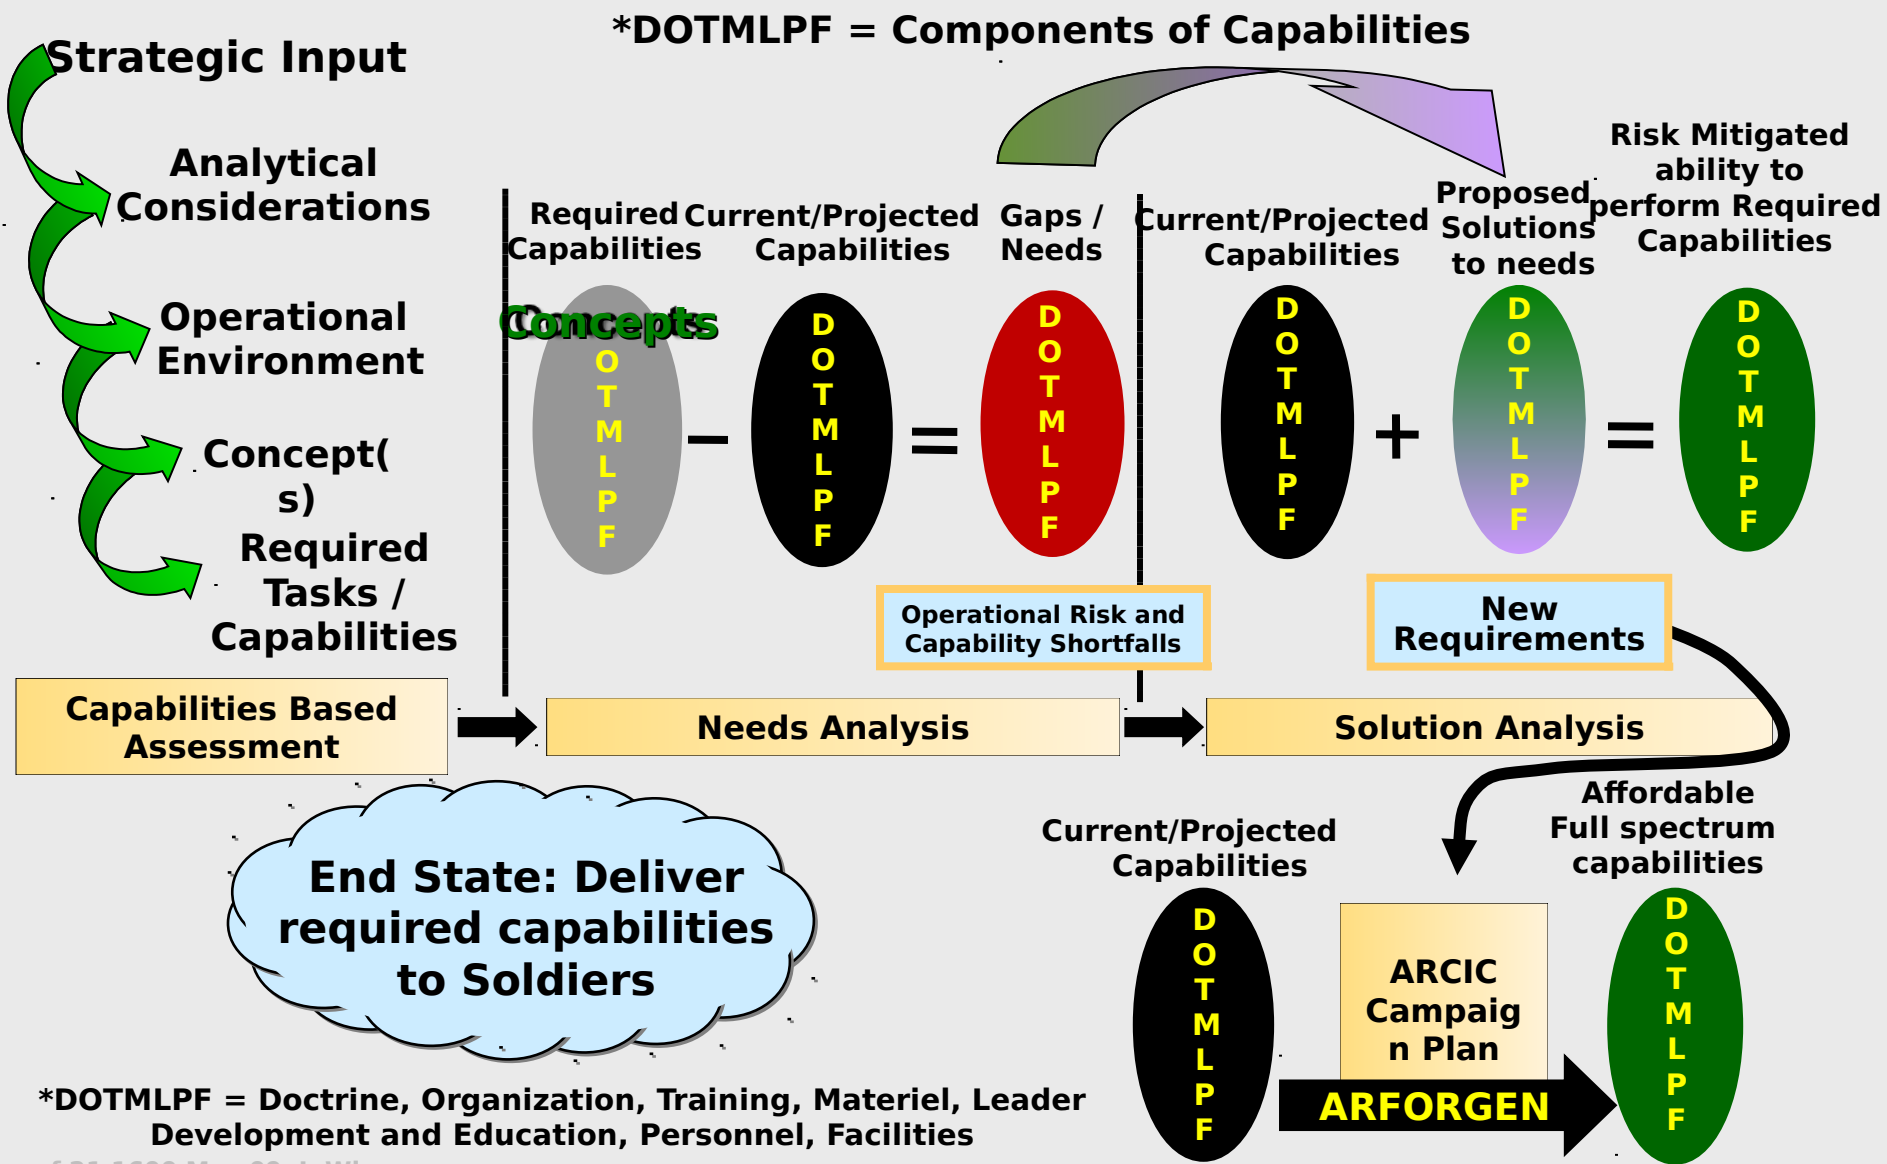 *DOTMLPF = Components of Capabilities
Strategic Input
Analytical
Considerations
Operational
Environment
Concept(
s)
Required
Tasks /
Capabilities
Required
Capabilities
Current/Projected
Capabilities
Gaps /
Needs
Current/Projected
Capabilities
Proposed
Solutions
to needs
Risk Mitigated
ability to
perform Required
Capabilities
Concepts
O
T
M
L
P
F
–
D
O
T
M
L
P
F
=
D
O
T
M
L
P
F
D
O
T
M
L
P
F
+
D
O
T
M
L
P
F
=
D
O
T
M
L
P
F
Operational Risk and
Capability Shortfalls
New
Requirements
Capabilities Based
Assessment
Needs Analysis
Solution Analysis
End State: Deliver
required capabilities
to Soldiers
Current/Projected
Capabilities
Affordable
Full spectrum
capabilities
D
O
T
M
L
P
F
ARCIC
Campaig
n Plan
ARFORGEN
D
O
T
M
L
P
F
*DOTMLPF = Doctrine, Organization, Training, Materiel, Leader
Development and Education, Personnel, Facilities